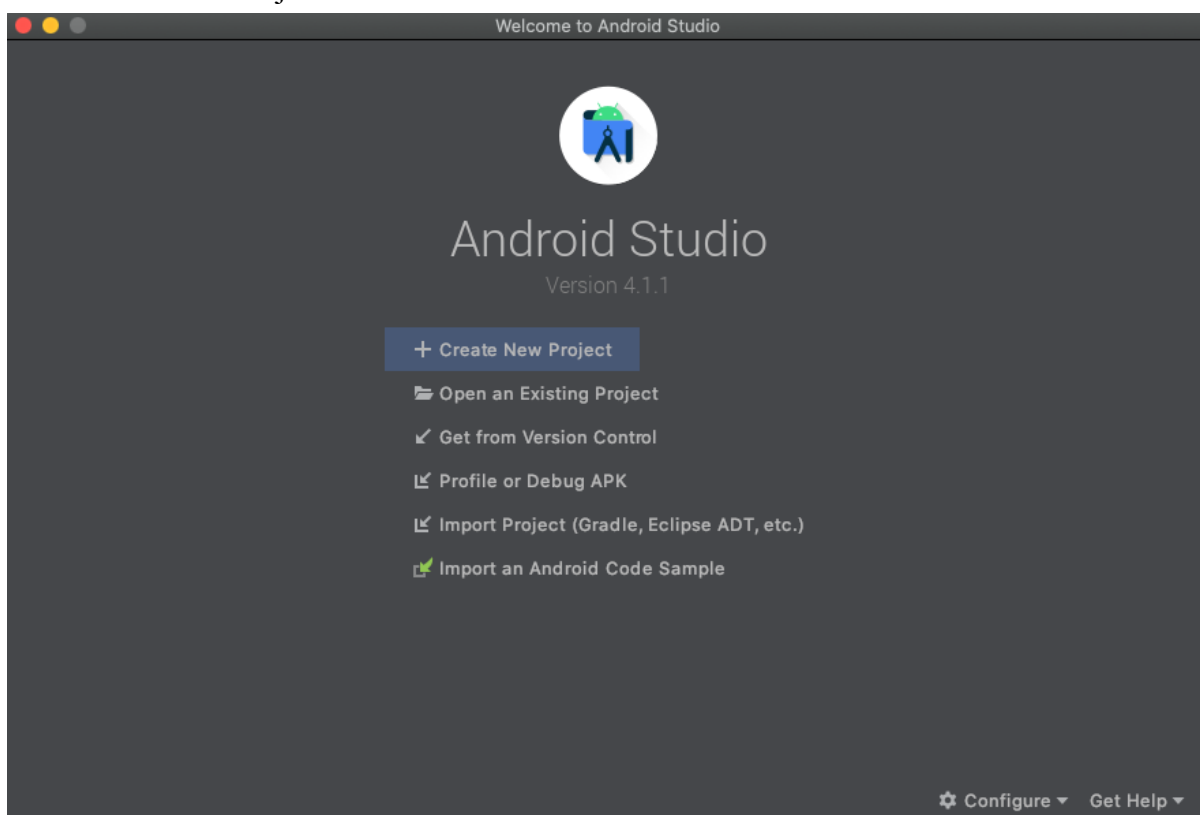 Welcome to Android Studio
Android Studio
Version 4.1.1
Create New Project
Open an Existing Project
Get from Version Control
Profile or Debug APK
Import Project (Gradle, Eclipse ADT, etc.)
Import an Android Code Sample
Configure Get Help